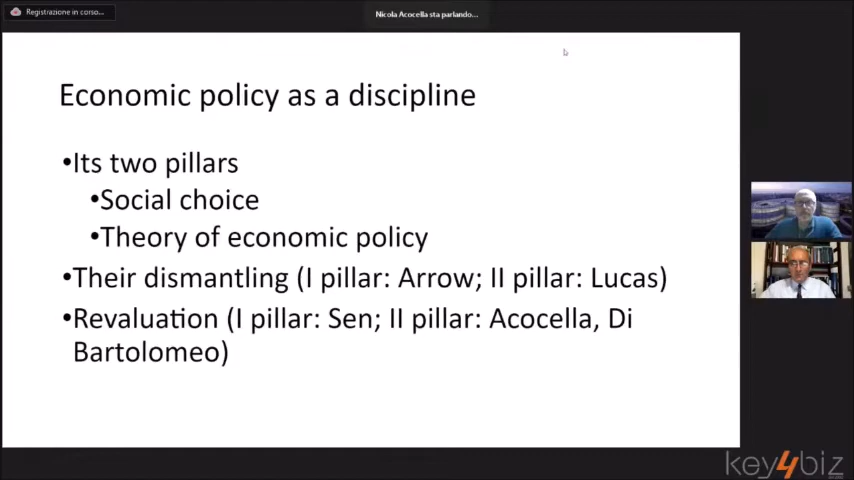 Registrazione in corso...
Nicola Acocella sta parlando...
Economic policy as a discipline
•Its two pillars
•Social choice
•Theory of economic policy
•Their dismantling (I pillar: Arrow; II pillar: Lucas)
•Revaluation (I pillar: Sen; II pillar: Acocella, Di
Bartolomeo)
key4biz